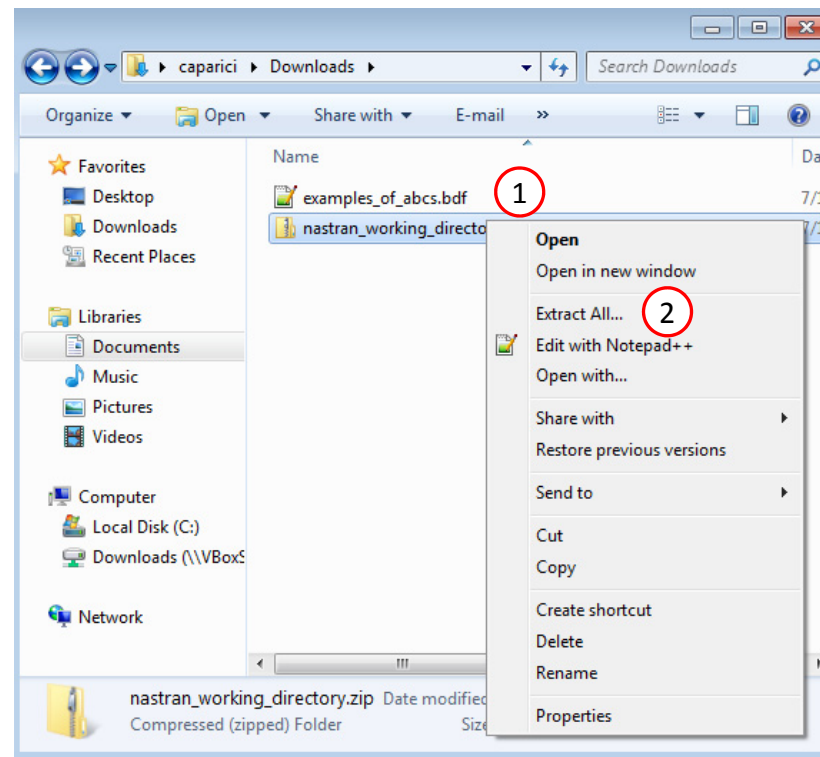 caparici Downloads
Search Downloads
Organize Open Share with E-mail »
Name
Da
Favorites
Desktop
Downloads
Recent Places
Libraries
Documents
Music
Pictures
Videos
Computer
Local Disk (C:)
Downloads (\\VBoxS
Network
examples_of_abcs.bdf
7/
nastran_working_directo
1
Open
Open in new window
Extract All...
2
Edit with Notepad++
Open with...
Share with
Restore previous versions
Send to
Cut
Copy
Create shortcut
Delete
Rename
Properties
nastran_working_directory.zip Date modified
Compressed (zipped) Folder Size